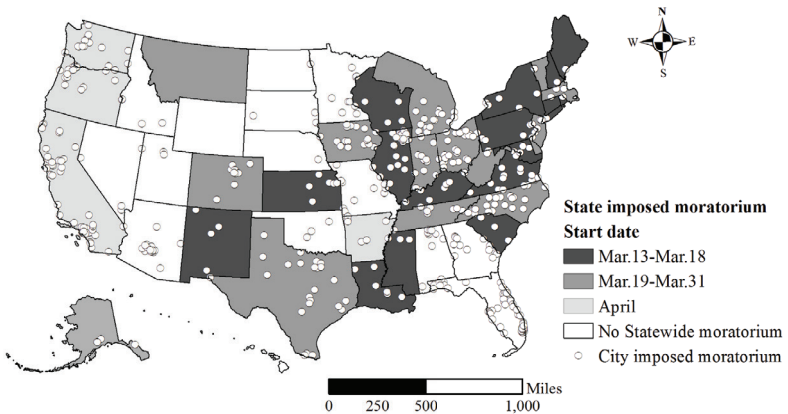 N
W E
S
State imposed moratorium
Start date
Mar.13-Mar.18
Mar.19-Mar.31
April
No Statewide moratorium
City imposed moratorium
Miles
0 250 500 1,000